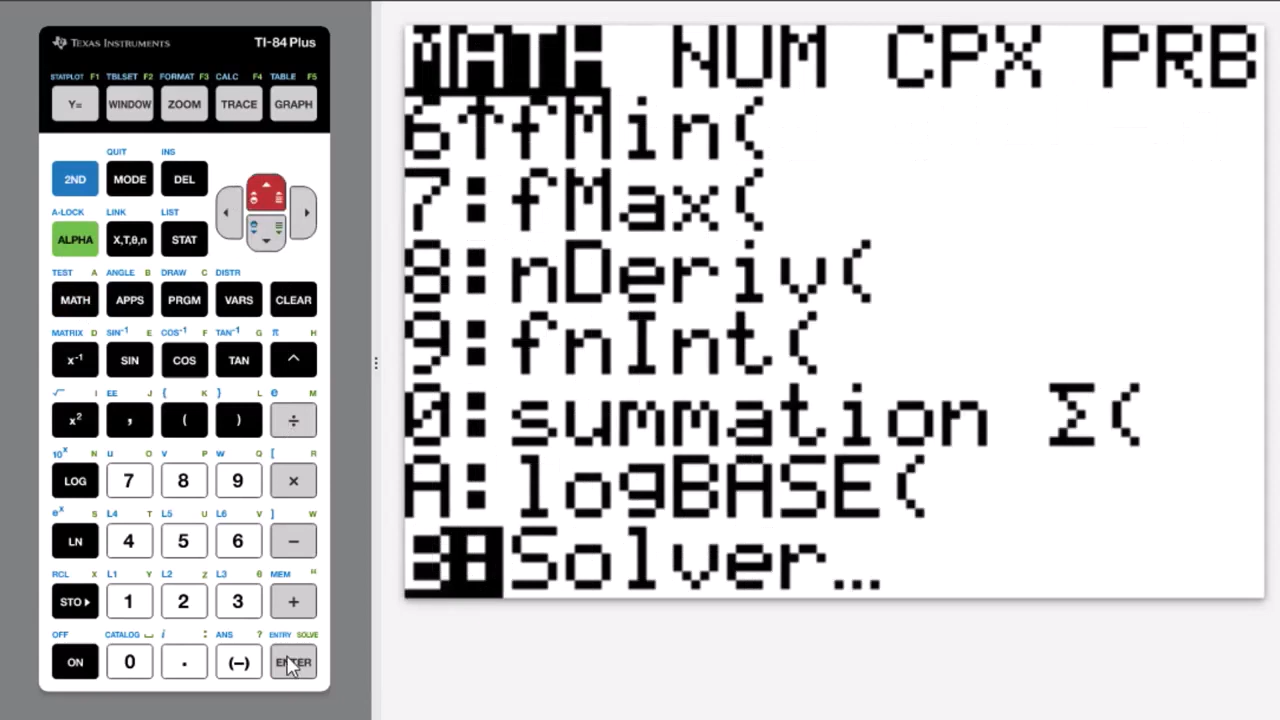 TEXAS INSTRUMENTS TI-84 Plus
STATPLOT F1 TBLSET F2 FORMAT F3 CALC F4 TABLE F5
Y= WINDOW ZOOM TRACE GRAPH
QUIT INS
2ND MODE DEL
A-LOCK LINK LIST
ALPHA X,T,θ,n STAT
TEST A ANGLE B DRAW C DISTR
MATH APPS PRGM VARS CLEAR
MATRIX D SIN⁻¹ E COS⁻¹ F TAN⁻¹ G π H
x⁻¹ SIN COS TAN ^
√‾ I EE J { K } L e M
x² , ( ) ÷
10ˣ N u O v P w Q [ R
LOG 7 8 9 ×
eˣ S L4 T L5 U L6 V ] W
LN 4 5 6 −
RCL X L1 Y L2 Z L3 θ MEM "
STO▶ 1 2 3 +
OFF CATALOG ⎵ i : ANS ? ENTRY SOLVE
ON 0 . (−) ENTER
MATH NUM CPX PRB
6↑fMin(
7:fMax(
8:nDeriv(
9:fnInt(
0:summation Σ(
A:logBASE(
B:Solver…